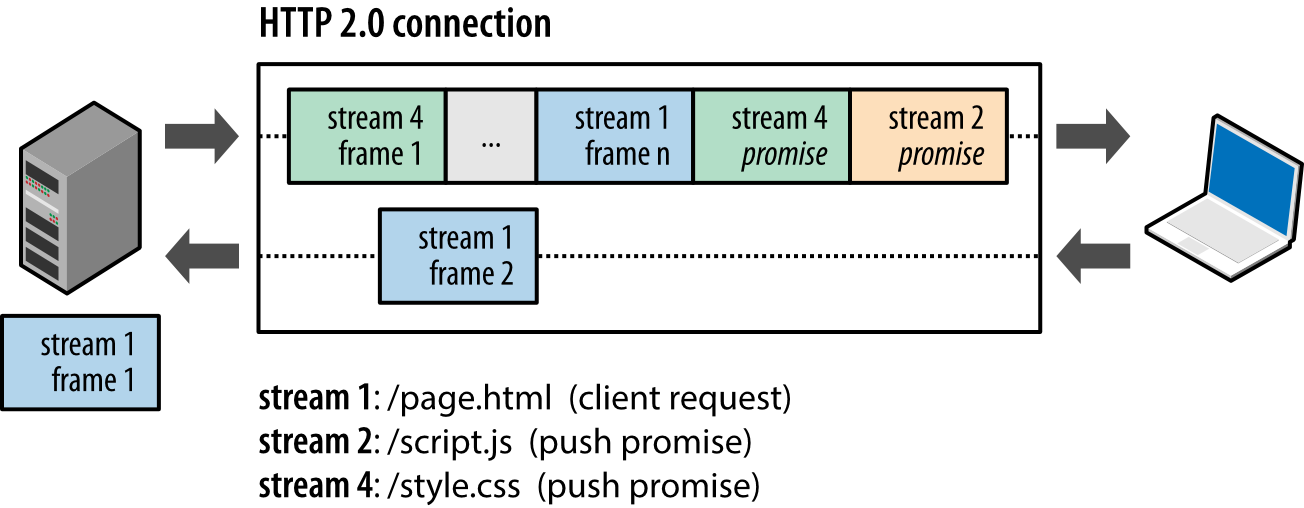 HTTP 2.0 connection
stream 4
frame 1
...
stream 1
frame n
stream 4
promise
stream 2
promise
stream 1
frame 2
stream 1
frame 1
stream 1: /page.html (client request)
stream 2: /script.js (push promise)
stream 4: /style.css (push promise)